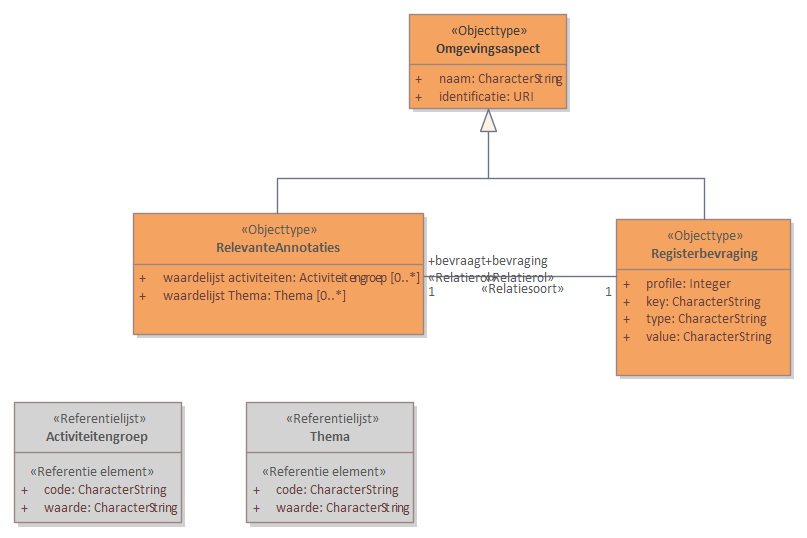 «Objecttype»
Omgevingsaspect
+ naam: CharacterString
+ identificatie: URI
«Objecttype»
RelevanteAnnotaties
+ waardelijst activiteiten: Activiteitengroep [0..*]
+ waardelijst Thema: Thema [0..*]
+bevraagt +bevraging
«Relatierol» «Relatierol»
«Relatiesoort»
1 1
«Objecttype»
Registerbevraging
+ profile: Integer
+ key: CharacterString
+ type: CharacterString
+ value: CharacterString
«Referentielijst»
Activiteitengroep
«Referentie element»
+ code: CharacterString
+ waarde: CharacterString
«Referentielijst»
Thema
«Referentie element»
+ code: CharacterString
+ waarde: CharacterString